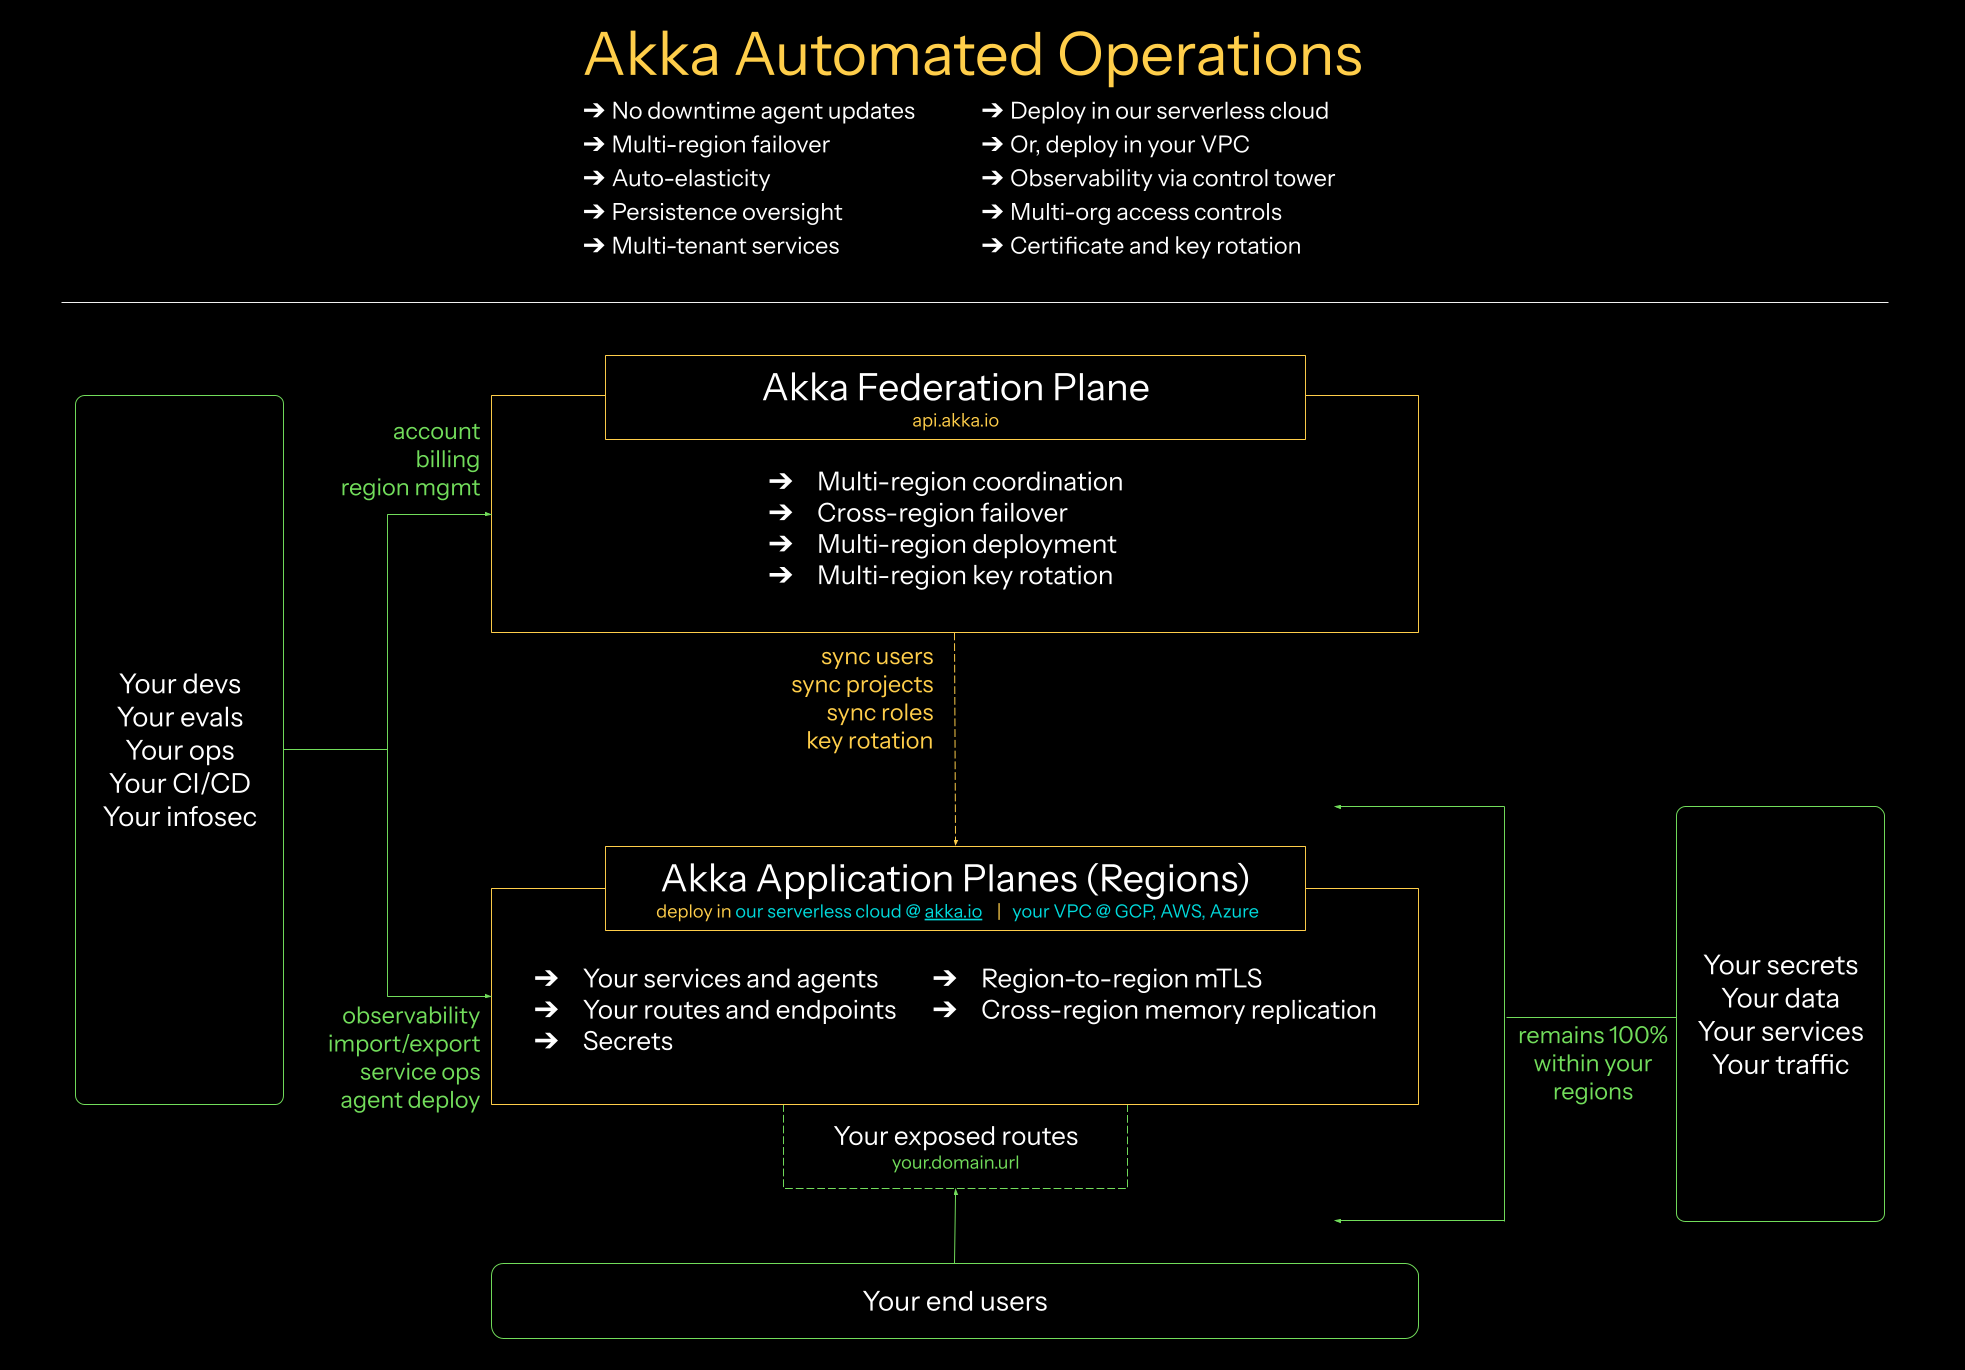 Akka Automated Operations
➔ No downtime agent updates
➔ Multi-region failover
➔ Auto-elasticity
➔ Persistence oversight
➔ Multi-tenant services
➔ Deploy in our serverless cloud
➔ Or, deploy in your VPC
➔ Observability via control tower
➔ Multi-org access controls
➔ Certificate and key rotation
Your devs
Your evals
Your ops
Your CI/CD
Your infosec
account
billing
region mgmt
Akka Federation Plane
api.akka.io
➔ Multi-region coordination
➔ Cross-region failover
➔ Multi-region deployment
➔ Multi-region key rotation
sync users
sync projects
sync roles
key rotation
Akka Application Planes (Regions)
deploy in our serverless cloud @ akka.io | your VPC @ GCP, AWS, Azure
➔ Your services and agents
➔ Your routes and endpoints
➔ Secrets
➔ Region-to-region mTLS
➔ Cross-region memory replication
observability
import/export
service ops
agent deploy
Your exposed routes
your.domain.url
Your end users
remains 100%
within your
regions
Your secrets
Your data
Your services
Your traffic